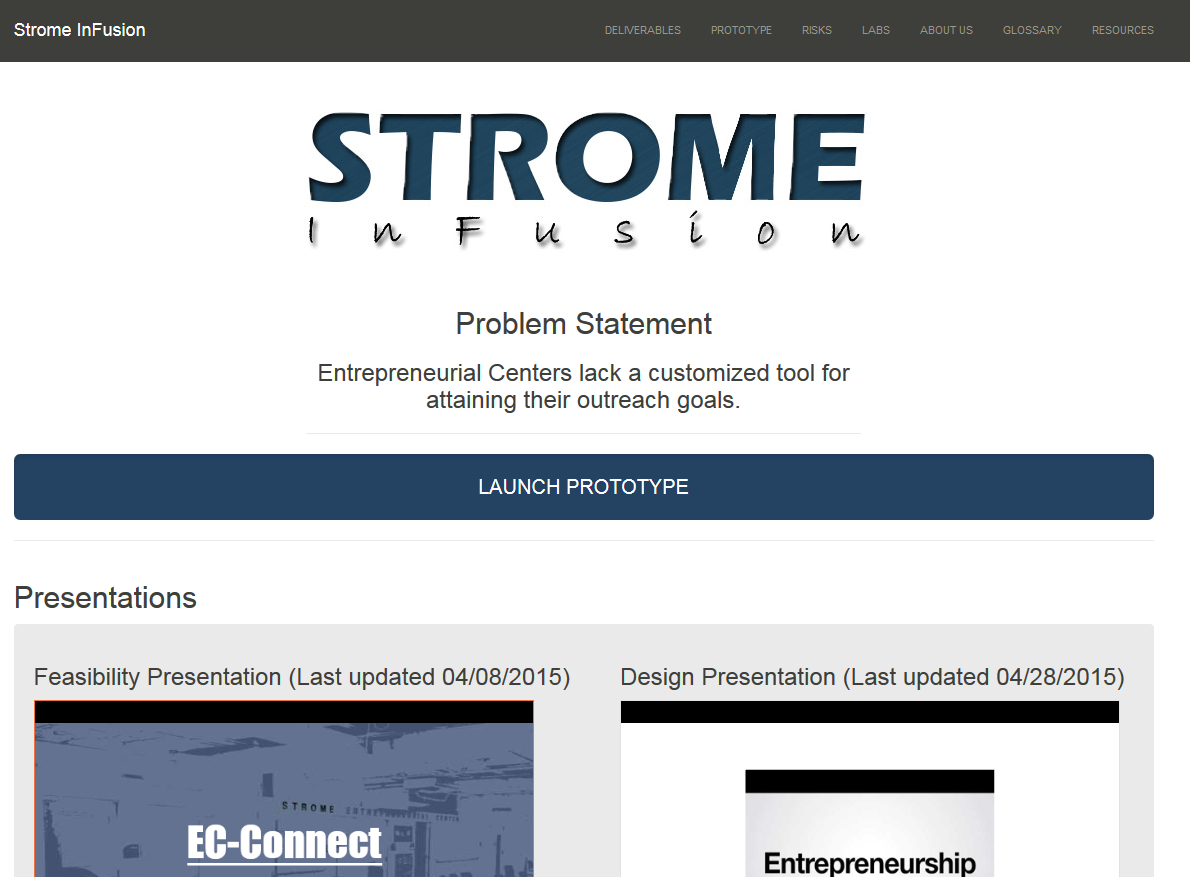 Strome InFusion
DELIVERABLES PROTOTYPE RISKS LABS ABOUT US GLOSSARY RESOURCES
STROME
InFusion
Problem Statement
Entrepreneurial Centers lack a customized tool for
attaining their outreach goals.
LAUNCH PROTOTYPE
Presentations
Feasibility Presentation (Last updated 04/08/2015)
Design Presentation (Last updated 04/28/2015)
STROME ENTREPRENEURIAL CENTER
EC-Connect
Entrepreneurship